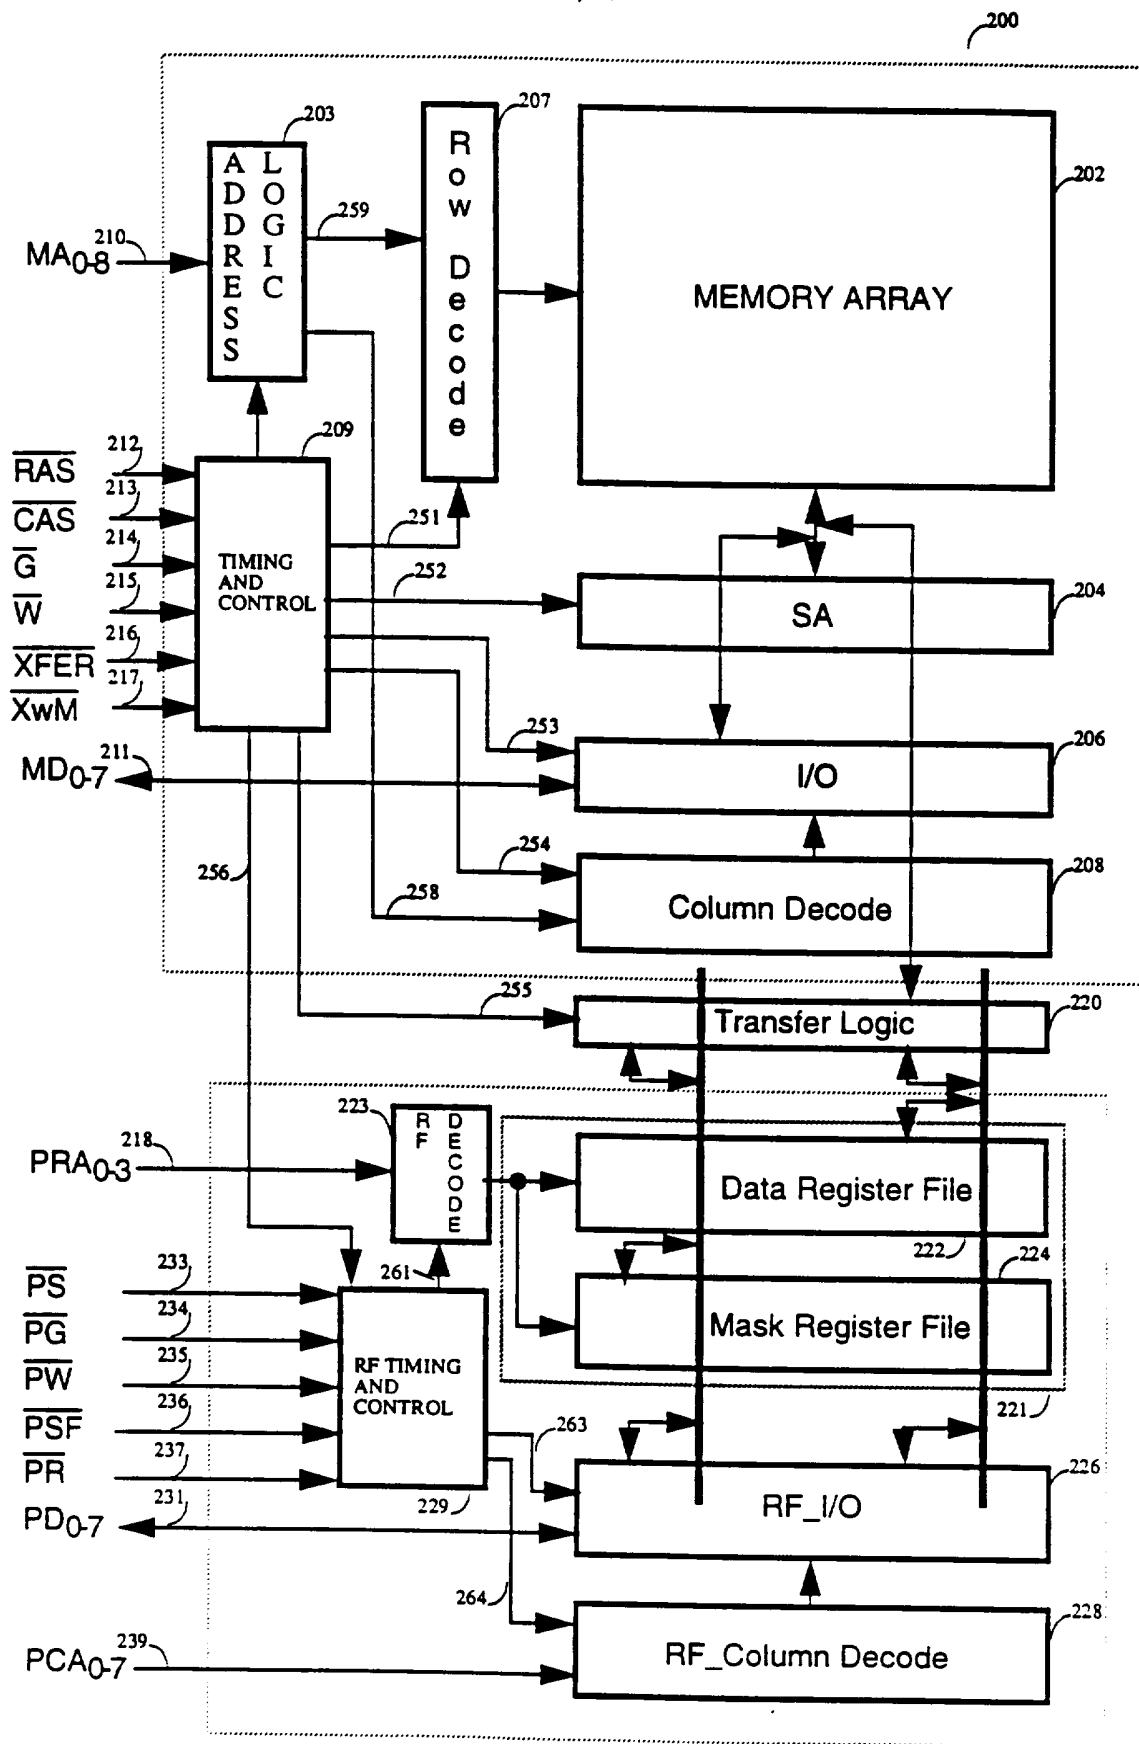 200
203
ADDRESS LOGIC
207
Row Decode
202
MEMORY ARRAY
259
MA0-8
210
209
TIMING
AND
CONTROL
RAS
212
CAS
213
G
214
W
215
XFER
216
XwM
217
251
252
204
SA
253
206
I/O
MD0-7
211
254
208
Column Decode
256
258
255
220
Transfer Logic
223
RF DECODE
PRA0-3
218
Data Register File
222
224
Mask Register File
221
261
PS
233
PG
234
PW
235
PSF
236
PR
237
RF TIMING
AND
CONTROL
229
263
226
RF_I/O
PD0-7
231
264
228
RF_Column Decode
PCA0-7
239